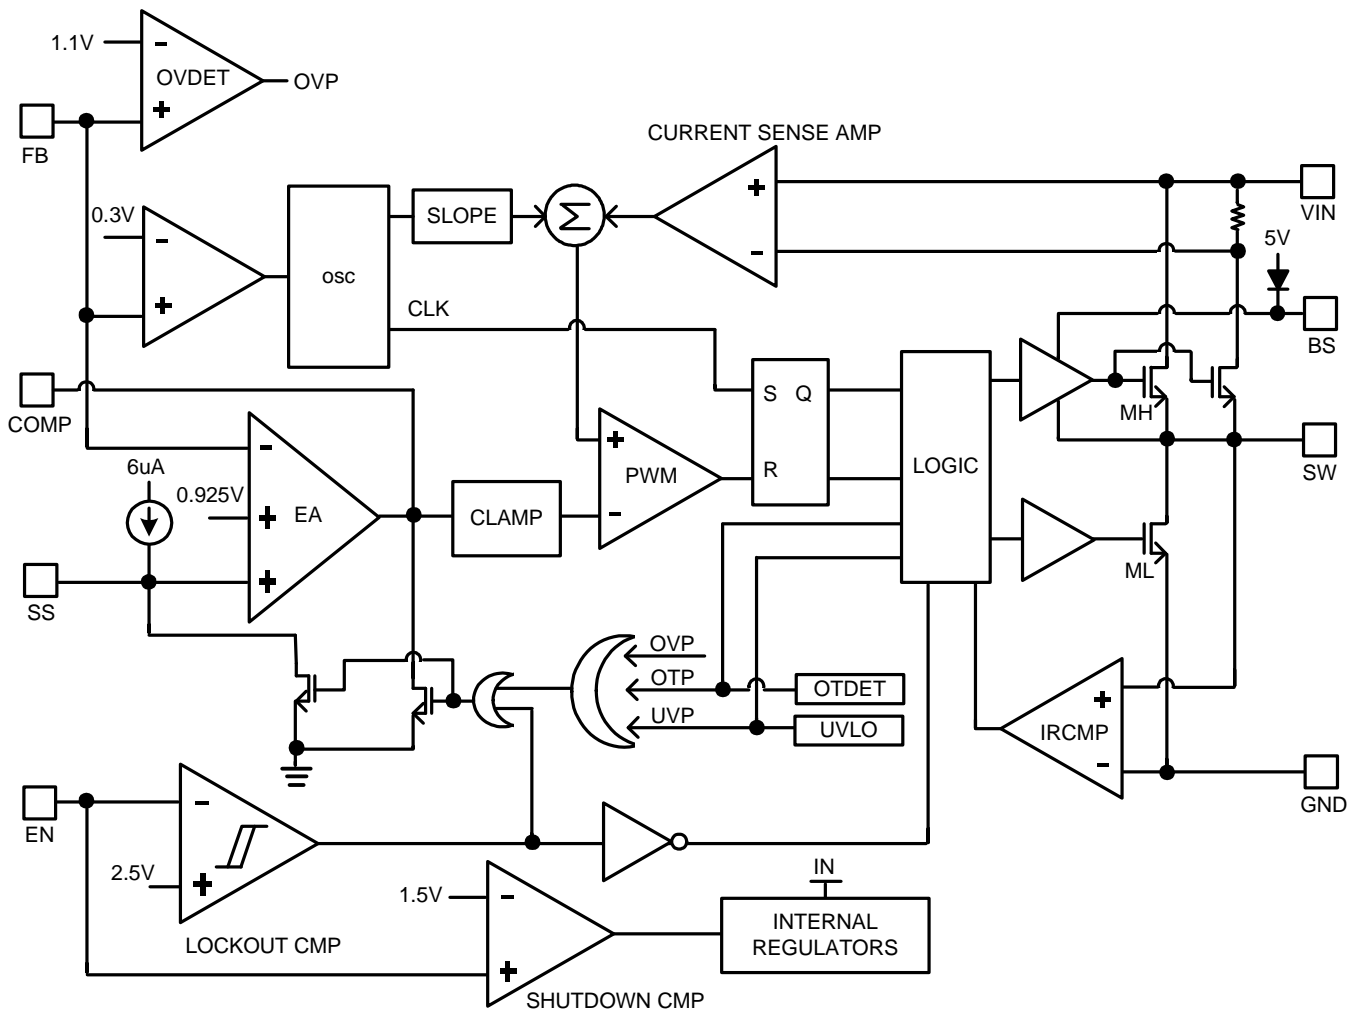 1.1V
OVDET
OVP
FB
CURRENT SENSE AMP
0.3V
SLOPE
Σ
VIN
5V
osc
CLK
BS
COMP
S Q
MH
R
LOGIC
6uA
0.925V
EA
CLAMP
PWM
SW
SS
ML
OVP
OTP
OTDET
UVP
UVLO
IRCMP
EN
GND
2.5V
IN
1.5V
LOCKOUT CMP
INTERNAL
REGULATORS
SHUTDOWN CMP